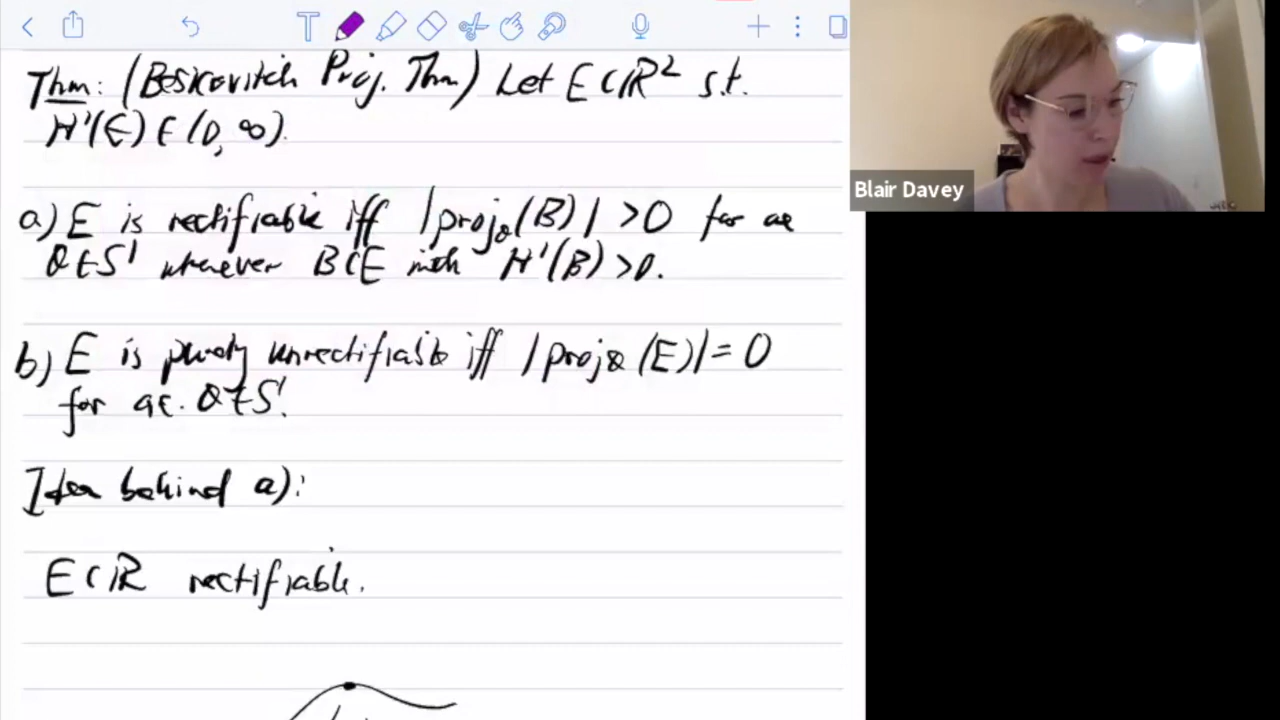 Thm: (Besicovitch Proj. Thm) Let E⊂ℝ² s.t.
H¹(E)∈(0,∞).
Blair Davey
a) E is rectifiable iff |proj_θ(B)| >0 for ae
θ∈S¹ whenever B⊂E with H¹(B)>0.
b) E is purely unrectifiable iff |proj_θ(E)|=0
for ae. θ∈S¹.
Idea behind a):
E⊂ℝ rectifiable.